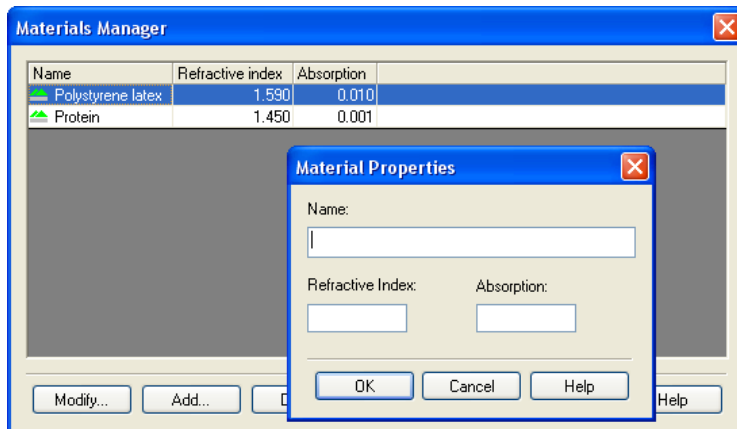 Materials Manager
Name Refractive index Absorption
Polystyrene latex 1.590 0.010
Protein 1.450 0.001
Material Properties
Name:
Refractive Index: Absorption:
OK Cancel Help
Modify... Add... D Help